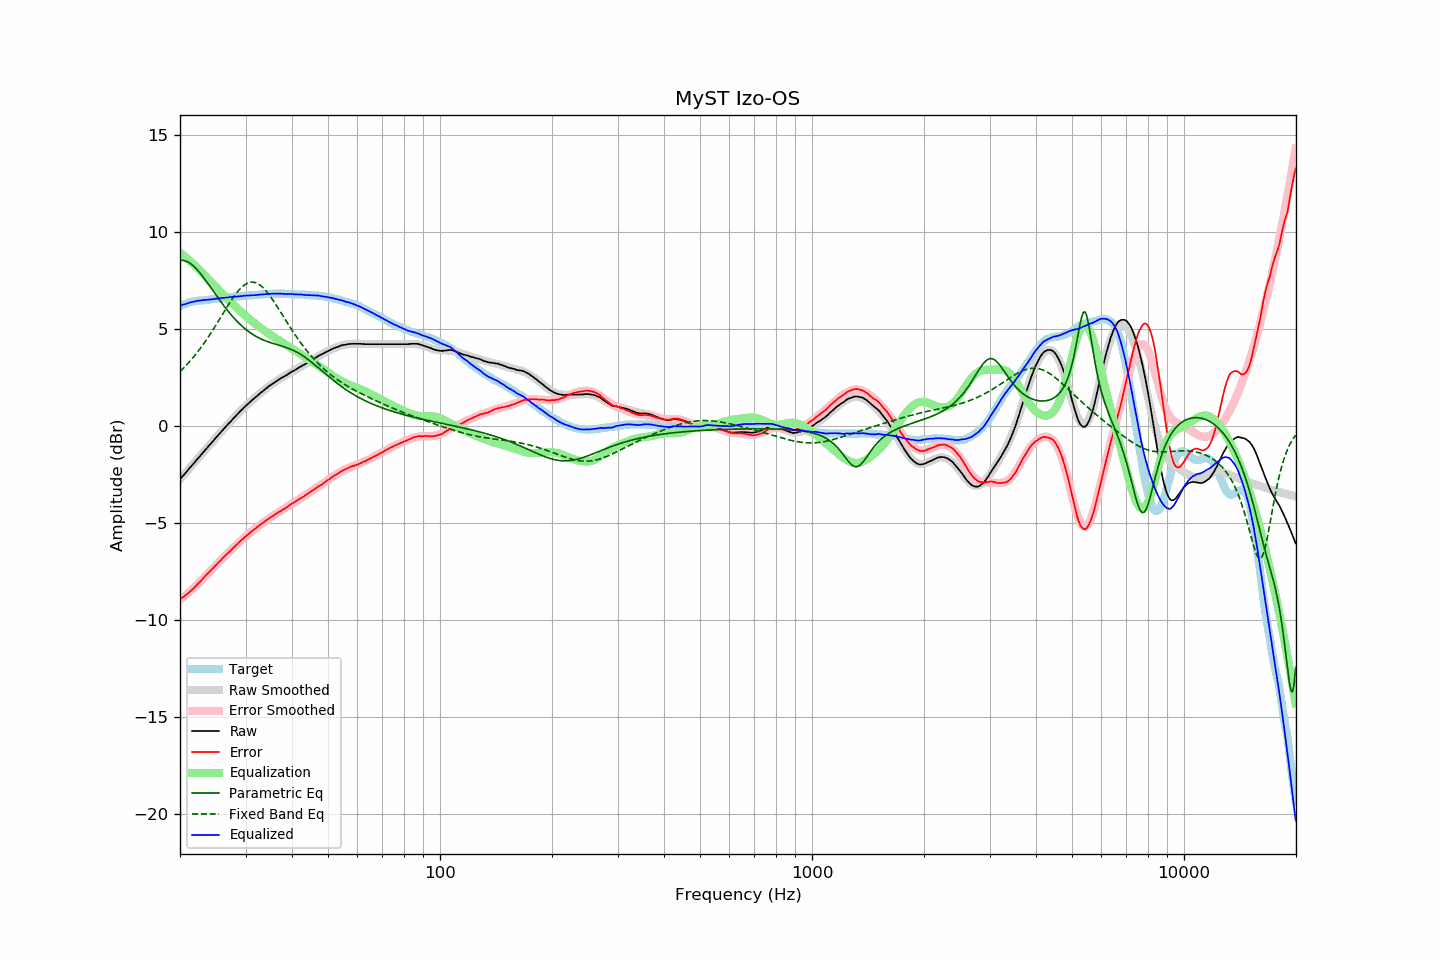 MyST Izo-OS
15
10
5
0
−5
−10
−15
−20
Amplitude (dBr)
Target
Raw Smoothed
Error Smoothed
Raw
Error
Equalization
Parametric Eq
Fixed Band Eq
Equalized
100
1000
10000
Frequency (Hz)